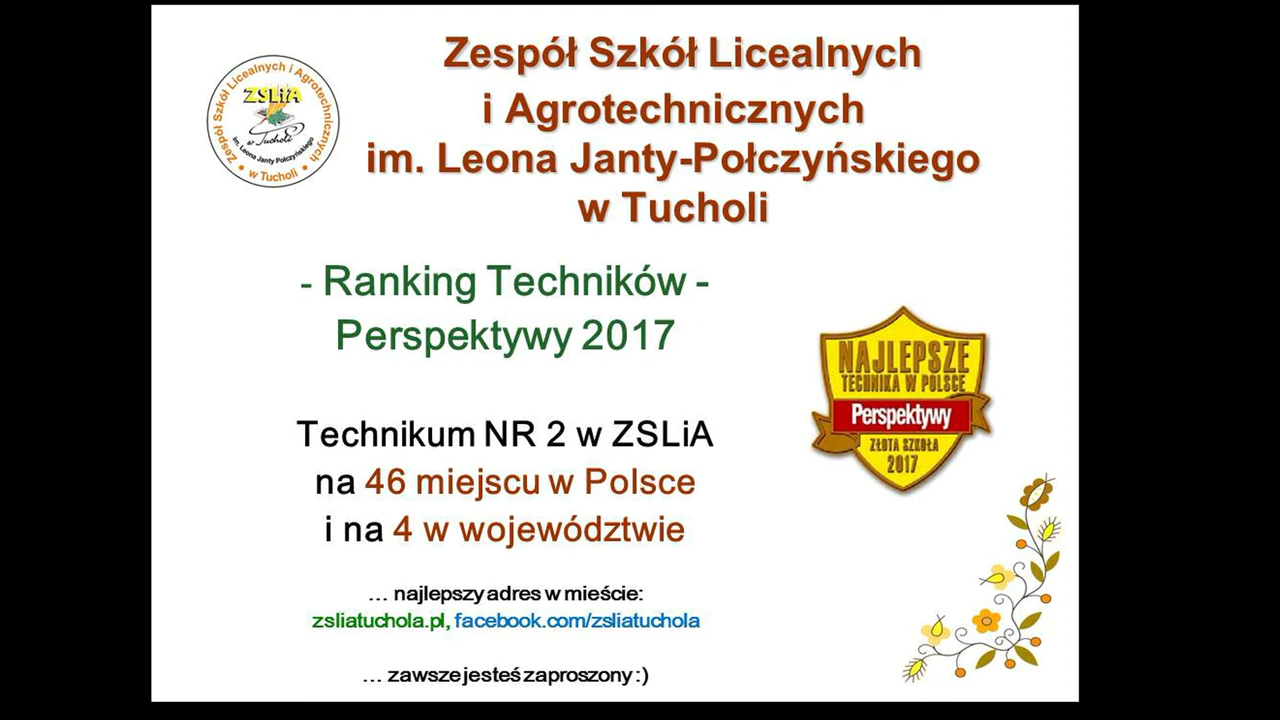 Zespół Szkół Licealnych
i Agrotechnicznych
im. Leona Janty-Połczyńskiego
w Tucholi
Zespół Szkół Licealnych i Agrotechnicznych
ZSLiA
w Tucholi
im. Leona Janty Połczyńskiego
w Tucholi
- Ranking Techników -
Perspektywy 2017
NAJLEPSZE
TECHNIKA W POLSCE
Perspektywy
ZŁOTA SZKOŁA
2017
Technikum NR 2 w ZSLiA
na 46 miejscu w Polsce
i na 4 w województwie
... najlepszy adres w mieście:
zsliatuchola.pl, facebook.com/zsliatuchola
... zawsze jesteś zaproszony :)